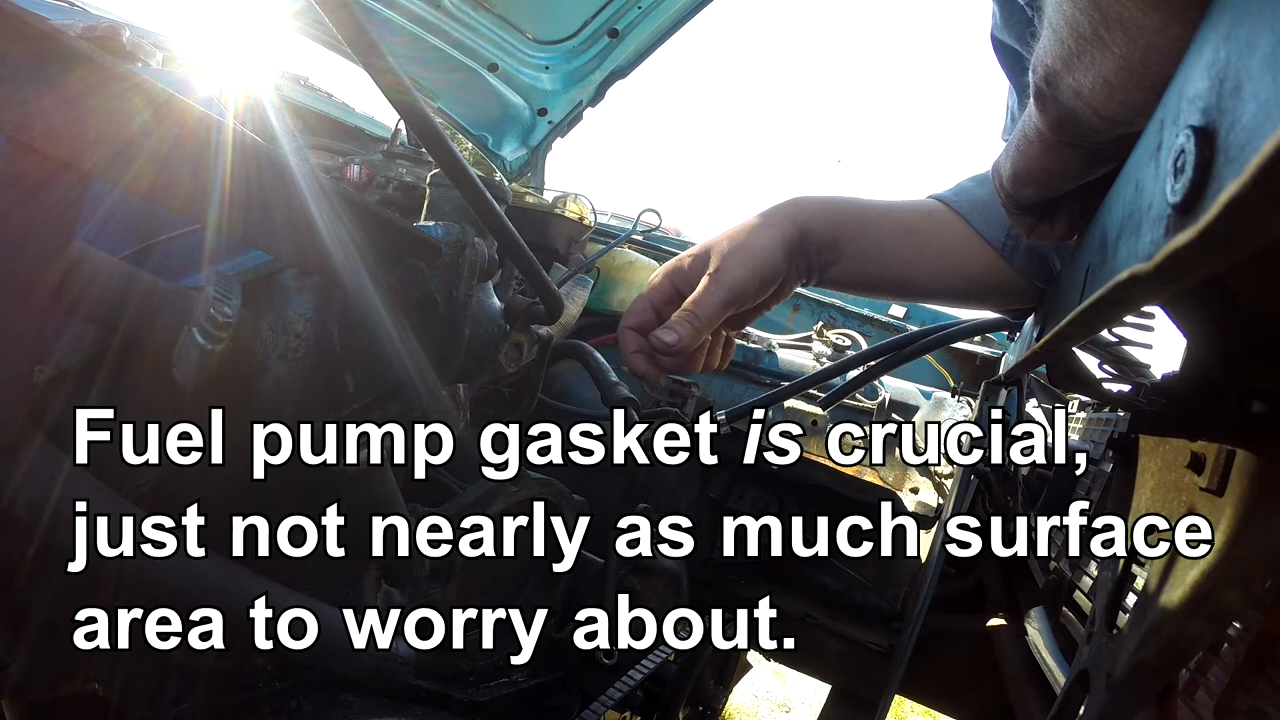 Fuel pump gasket is crucial,
just not nearly as much surface
area to worry about.